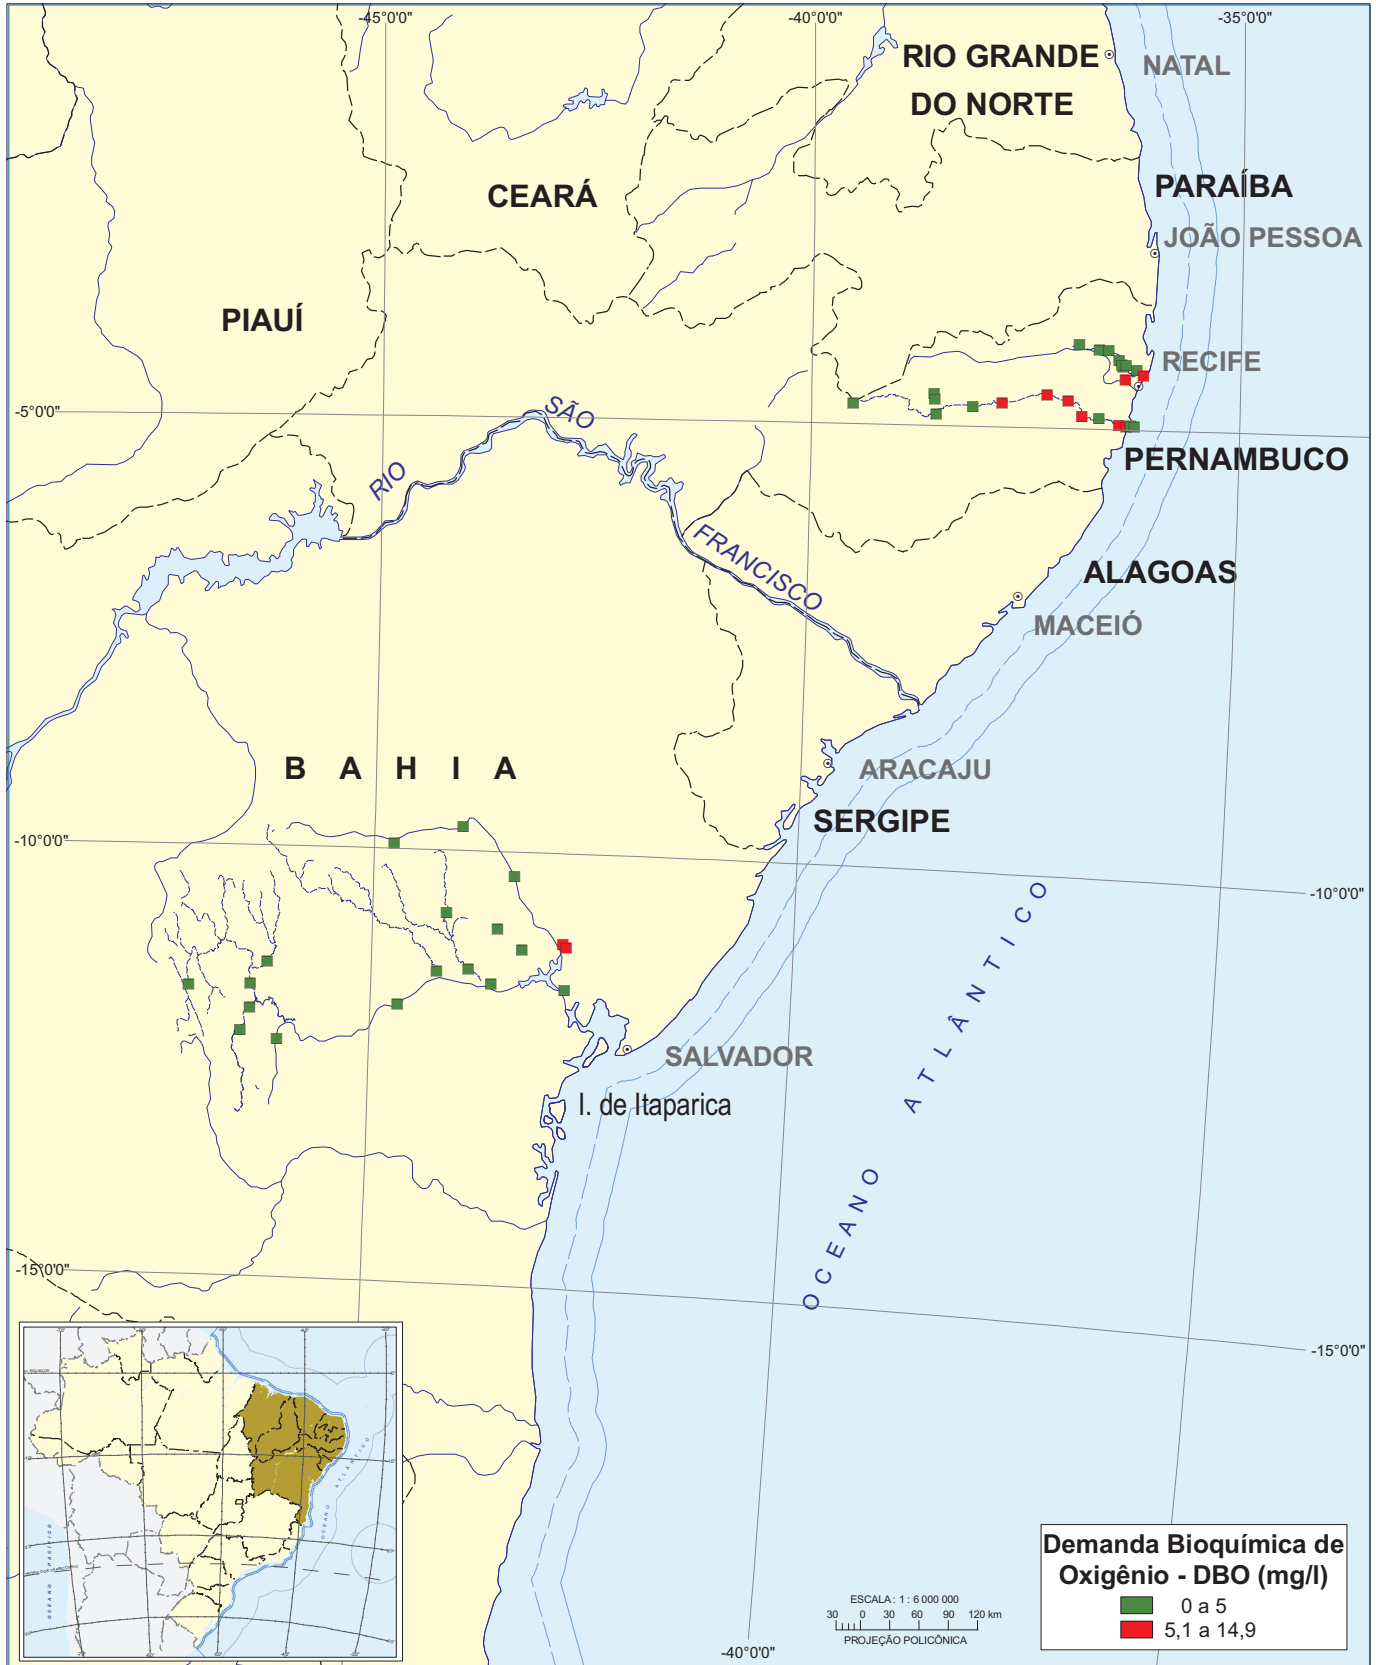 -45°0'0"
-40°0'0"
-35°0'0"
RIO GRANDE
DO NORTE
NATAL
CEARÁ
PARAÍBA
JOÃO PESSOA
PIAUÍ
RECIFE
-5°0'0"
SÃO
RIO
PERNAMBUCO
FRANCISCO
ALAGOAS
MACEIÓ
B A H I A
ARACAJU
SERGIPE
-10°0'0"
-10°0'0"
OCEANO ATLÂNTICO
SALVADOR
I. de Itaparica
-15°0'0"
-15°0'0"
OCEANO ATLÂNTICO
OCEANO PACÍFICO
Demanda Bioquímica de
Oxigênio - DBO (mg/l)
0 a 5
5,1 a 14,9
ESCALA : 1 : 6 000 000
30 0 30 60 90 120 km
PROJEÇÃO POLICÔNICA
-40°0'0"